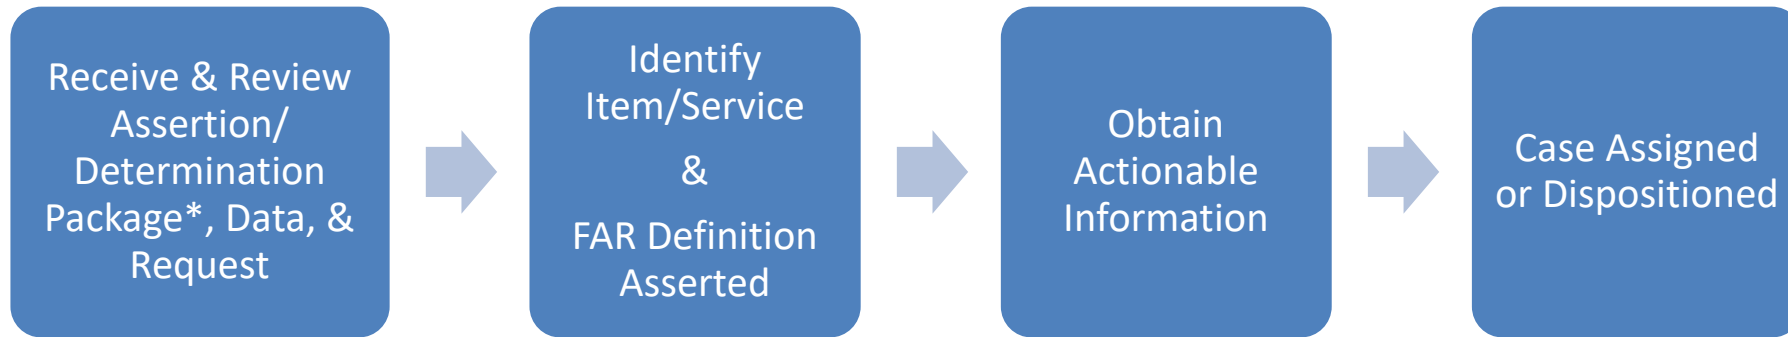 Receive & Review
Assertion/
Determination
Package*, Data, &
Request
Identify
Item/Service
&
FAR Definition
Asserted
Obtain
Actionable
Information
Case Assigned
or Dispositioned